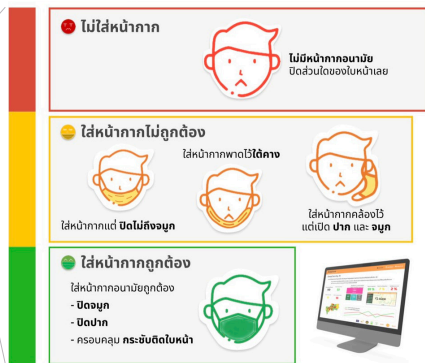 ไม่ใส่หน้ากาก
ไม่มีหน้ากากอนามัย
ปิดส่วนใดของใบหน้าเลย
ใส่หน้ากากไม่ถูกต้อง
ใส่หน้ากากพาดไว้ใต้คาง
ใส่หน้ากากแต่ ปิดไม่ถึงจมูก
ใส่หน้ากากคล้องไว้
แต่เปิด ปาก และ จมูก
ใส่หน้ากากถูกต้อง
ใส่หน้ากากอนามัยถูกต้อง
- ปิดจมูก
- ปิดปาก
- ครอบคลุม กระชับติดใบหน้า